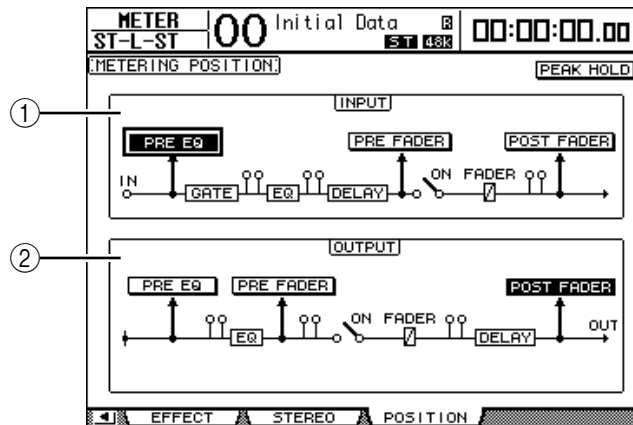 METER
ST-L-ST
00
Initial Data
R
ST 48K
00:00:00.00
METERING POSITION
PEAK HOLD
1
INPUT
PRE EQ
PRE FADER
POST FADER
IN
GATE
EQ
DELAY
ON
FADER
2
OUTPUT
PRE EQ
PRE FADER
POST FADER
EQ
ON
FADER
DELAY
OUT
EFFECT
STEREO
POSITION